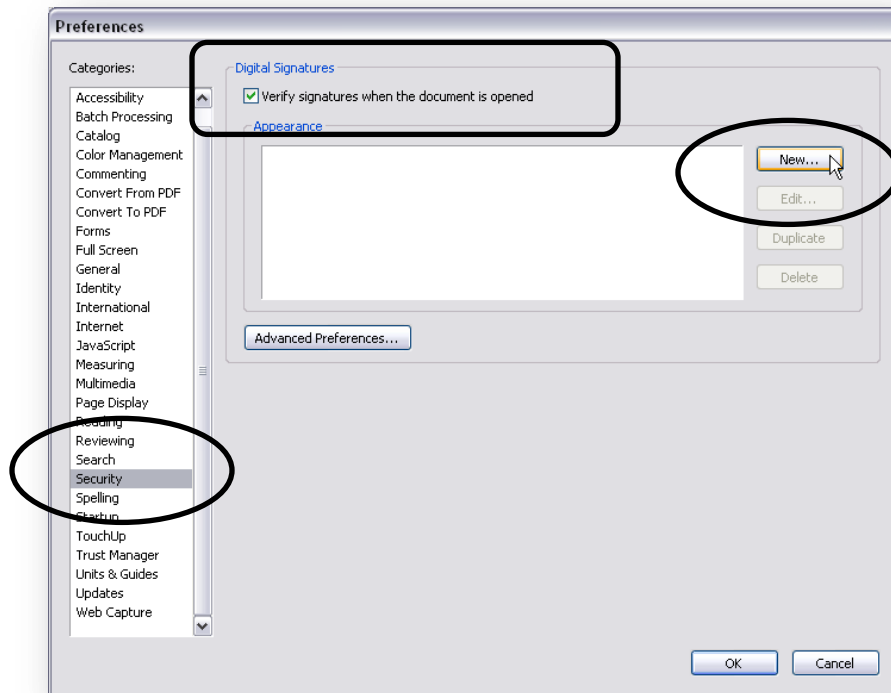 Preferences
Categories:
Accessibility
Batch Processing
Catalog
Color Management
Commenting
Convert From PDF
Convert To PDF
Forms
Full Screen
General
Identity
International
Internet
JavaScript
Measuring
Multimedia
Page Display
Reading
Reviewing
Search
Security
Spelling
Startup
TouchUp
Trust Manager
Units & Guides
Updates
Web Capture
Digital Signatures
Verify signatures when the document is opened
Appearance
New...
Edit...
Duplicate
Delete
Advanced Preferences...
OK
Cancel